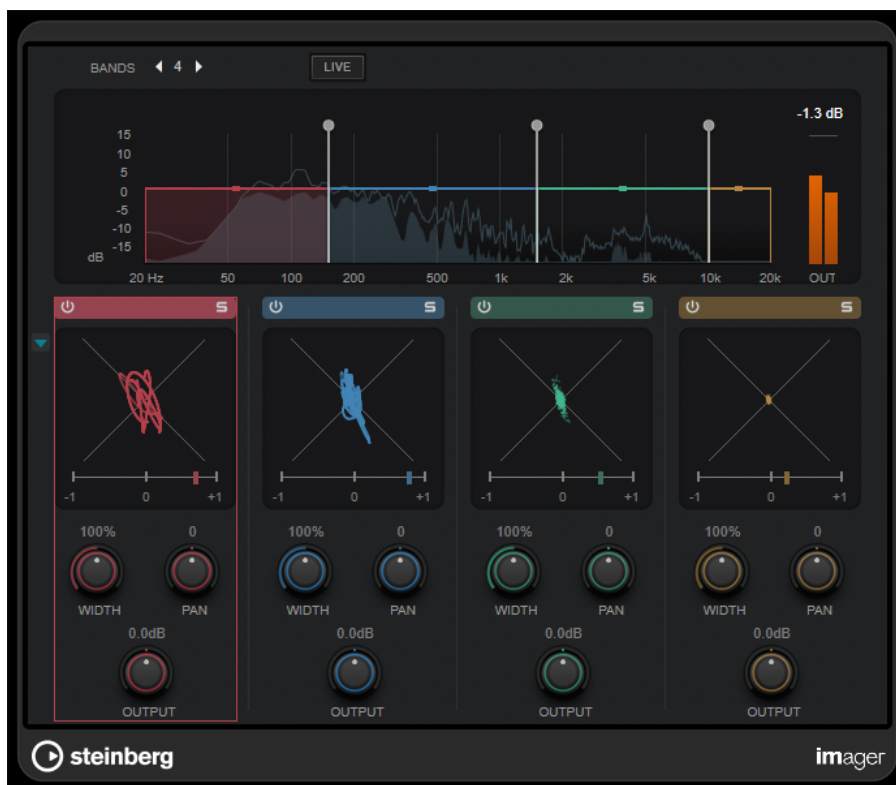 BANDS 4 LIVE
-1.3 dB
15
10
5
0
-5
-10
-15
dB
20 Hz 50 100 200 500 1k 2k 5k 10k 20k OUT
S S S S
-1 0 +1 -1 0 +1 -1 0 +1 -1 0 +1
100% 0 100% 0 100% 0 100% 0
WIDTH PAN WIDTH PAN WIDTH PAN WIDTH PAN
0.0dB 0.0dB 0.0dB 0.0dB
OUTPUT OUTPUT OUTPUT OUTPUT
steinberg imager